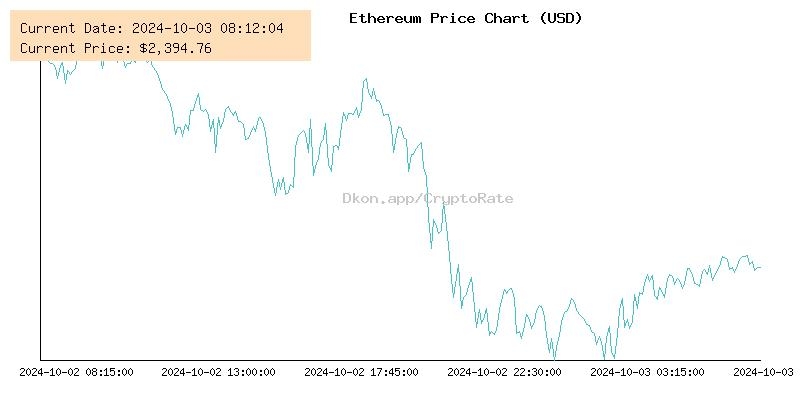 Ethereum Price Chart (USD)
Current Date: 2024-10-03 08:12:04
Current Price: $2,394.76
Dkon.app/CryptoRate
2024-10-02 08:15:00 2024-10-02 13:00:00 2024-10-02 17:45:00 2024-10-02 22:30:00 2024-10-03 03:15:00 2024-10-03